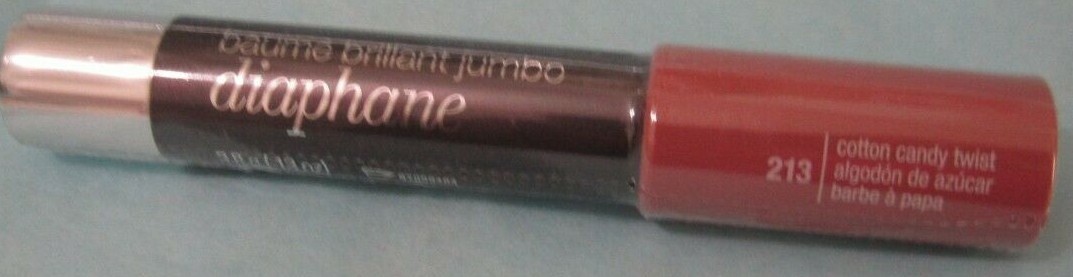 baume brillant jumbo
diaphane
213
cotton candy twist
algodón de azúcar
barbe à papa